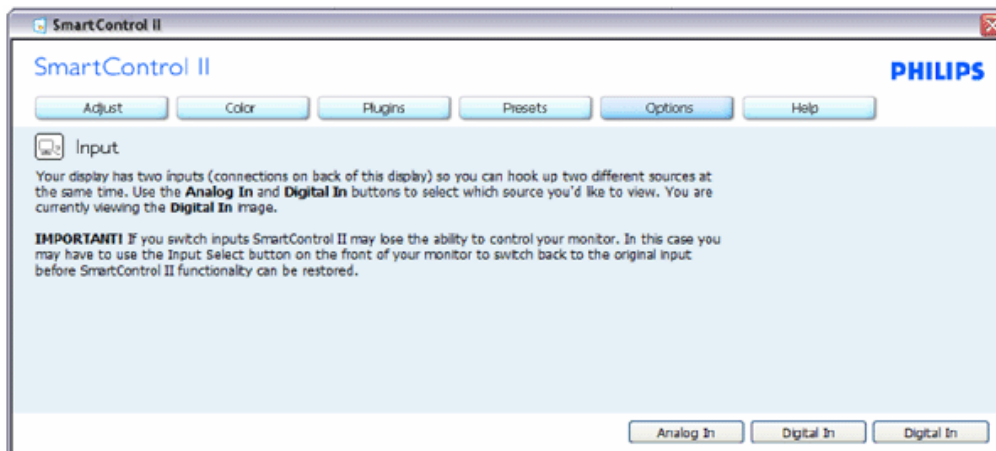 SmartControl II
SmartControl II
PHILIPS
Adjust Color Plugins Presets Options Help
Input
Your display has two inputs (connections on back of this display) so you can hook up two different sources at
the same time. Use the Analog In and Digital In buttons to select which source you'd like to view. You are
currently viewing the Digital In image.
IMPORTANT! If you switch inputs SmartControl II may lose the ability to control your monitor. In this case you
may have to use the Input Select button on the front of your monitor to switch back to the original input
before SmartControl II functionality can be restored.
Analog In Digital In Digital In